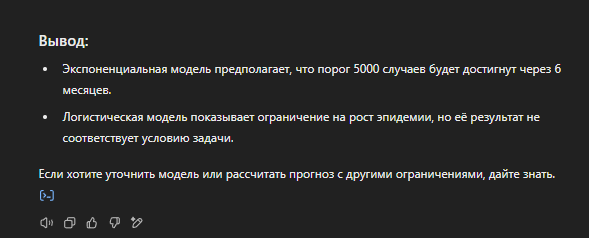 Вывод:
• Экспоненциальная модель предполагает, что порог 5000 случаев будет достигнут через 6
месяцев.
• Логистическая модель показывает ограничение на рост эпидемии, но её результат не
соответствует условию задачи.
Если хотите уточнить модель или рассчитать прогноз с другими ограничениями, дайте знать.